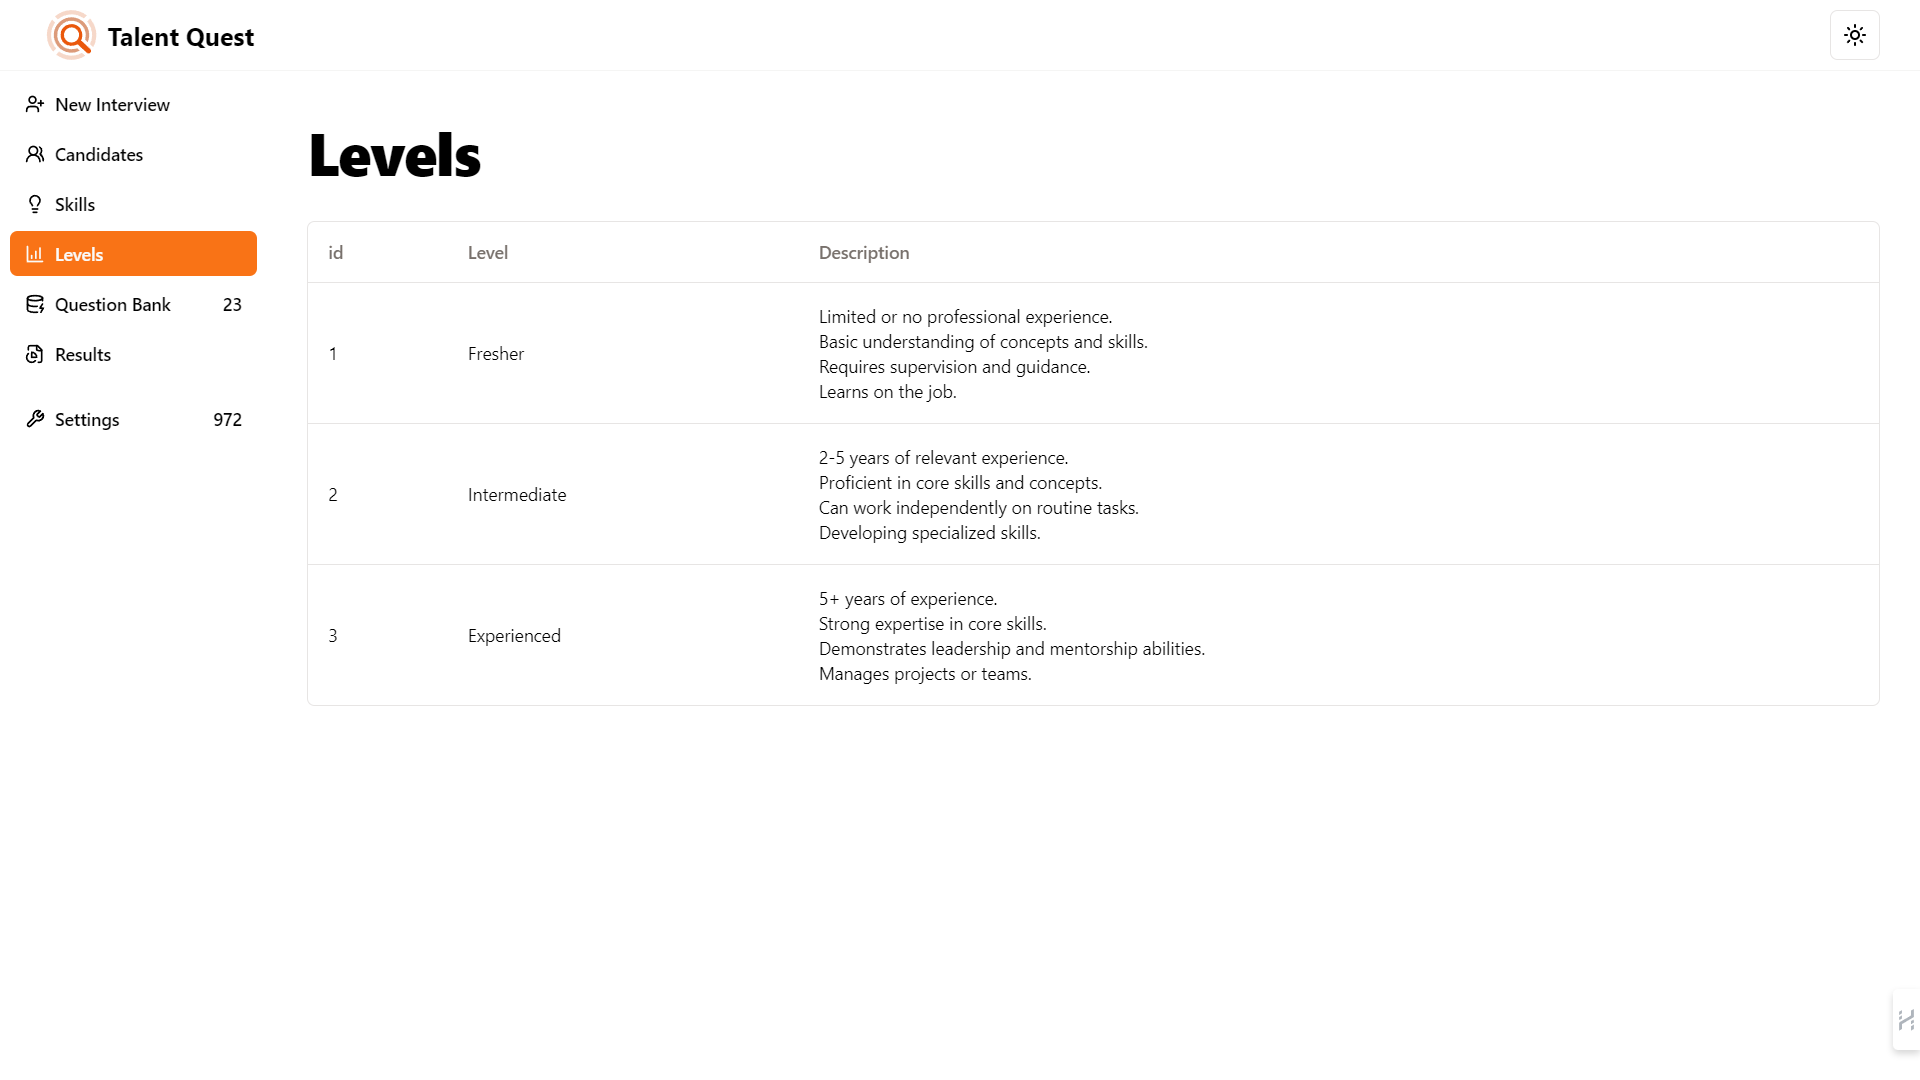 Talent Quest
New Interview
Candidates
Skills
Levels
Question Bank 23
Results
Settings 972
Levels
id Level Description
1 Fresher
Limited or no professional experience.
Basic understanding of concepts and skills.
Requires supervision and guidance.
Learns on the job.
2 Intermediate
2-5 years of relevant experience.
Proficient in core skills and concepts.
Can work independently on routine tasks.
Developing specialized skills.
3 Experienced
5+ years of experience.
Strong expertise in core skills.
Demonstrates leadership and mentorship abilities.
Manages projects or teams.